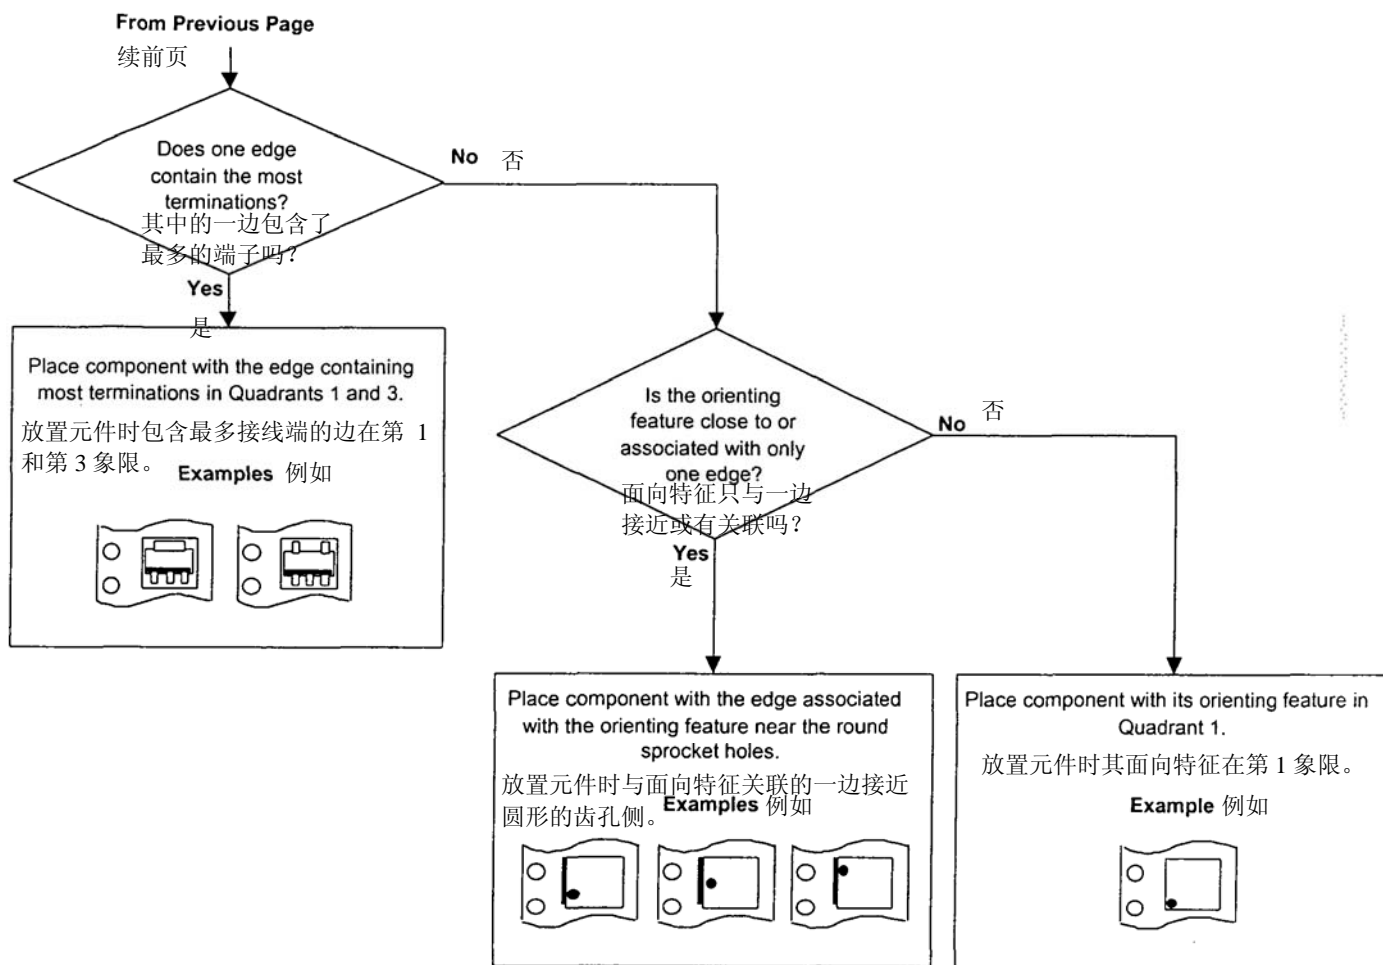 From Previous Page
续前页
Does one edge
contain the most
terminations?
其中的一边包含了
最多的端子吗？
No 否
Yes
是
Place component with the edge containing
most terminations in Quadrants 1 and 3.
放置元件时包含最多接线端的边在第 1
和第 3 象限。
Examples 例如
Is the orienting
feature close to or
associated with only
one edge?
面向特征只与一边
接近或有关联吗？
No 否
Yes
是
Place component with the edge associated
with the orienting feature near the round
sprocket holes.
放置元件时与面向特征关联的一边接近
圆形的齿孔侧。
Examples 例如
Place component with its orienting feature in
Quadrant 1.
放置元件时其面向特征在第 1 象限。
Example 例如